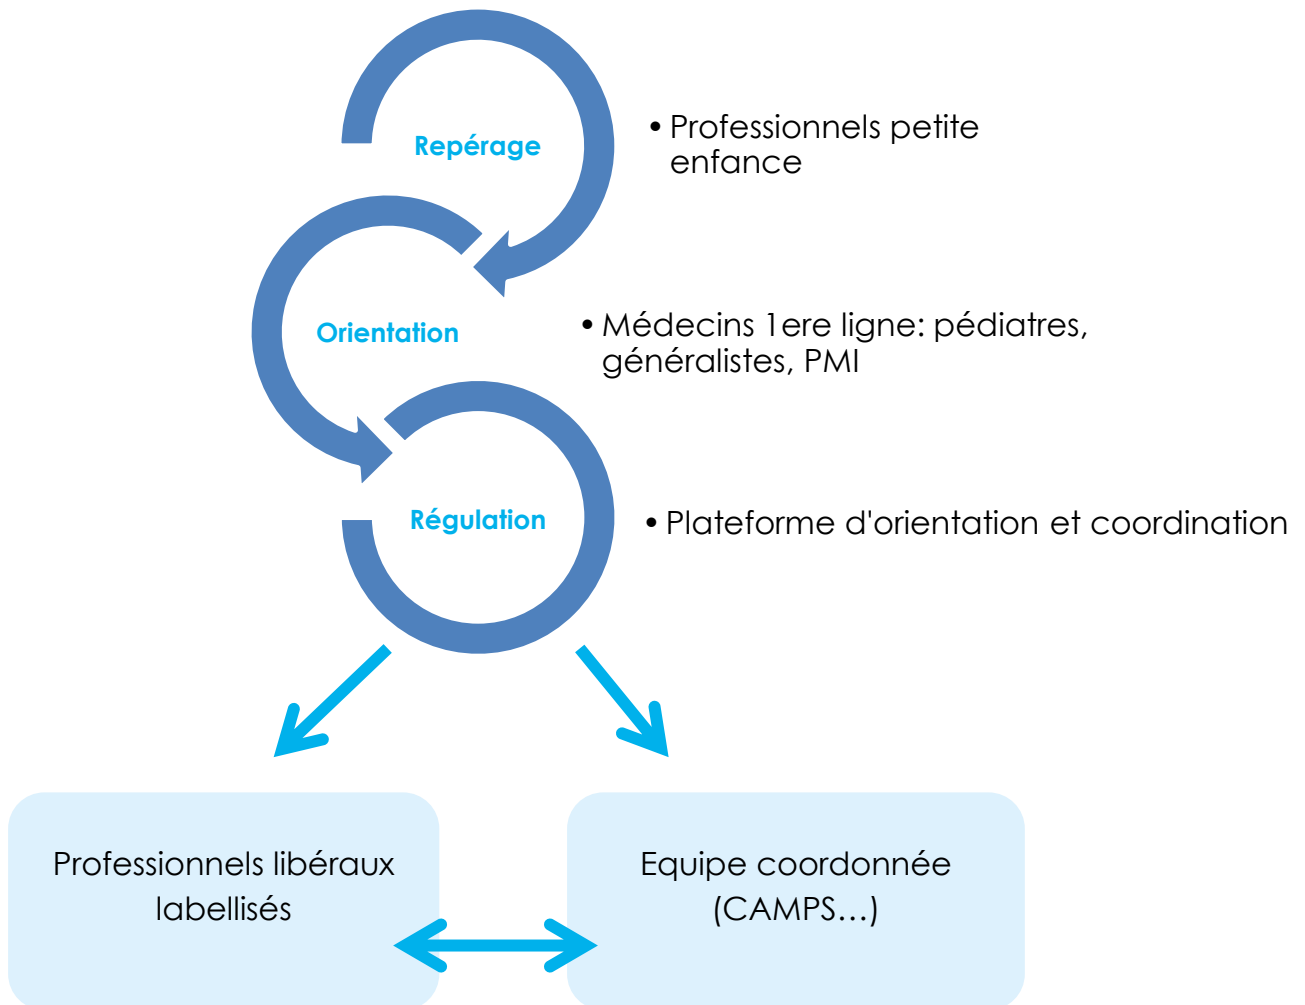 Repérage
• Professionnels petite
enfance
Orientation
• Médecins 1ere ligne: pédiatres,
généralistes, PMI
Régulation
• Plateforme d'orientation et coordination
Professionnels libéraux
labellisés
Equipe coordonnée
(CAMPS…)